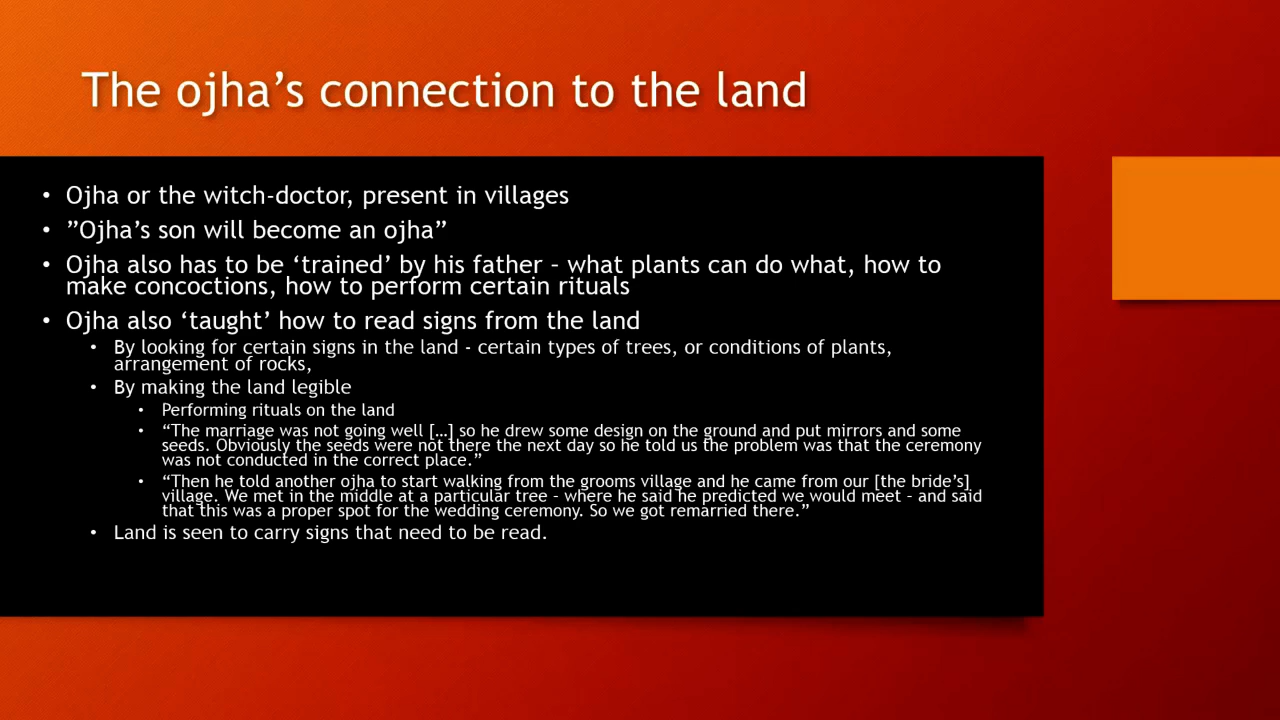 The ojha’s connection to the land
• Ojha or the witch-doctor, present in villages
• ”Ojha’s son will become an ojha”
• Ojha also has to be ‘trained’ by his father – what plants can do what, how to
make concoctions, how to perform certain rituals
• Ojha also ‘taught’ how to read signs from the land
• By looking for certain signs in the land - certain types of trees, or conditions of plants,
arrangement of rocks,
• By making the land legible
• Performing rituals on the land
• “The marriage was not going well […] so he drew some design on the ground and put mirrors and some
seeds. Obviously the seeds were not there the next day so he told us the problem was that the ceremony
was not conducted in the correct place.”
• “Then he told another ojha to start walking from the grooms village and he came from our [the bride’s]
village. We met in the middle at a particular tree – where he said he predicted we would meet – and said
that this was a proper spot for the wedding ceremony. So we got remarried there.”
• Land is seen to carry signs that need to be read.